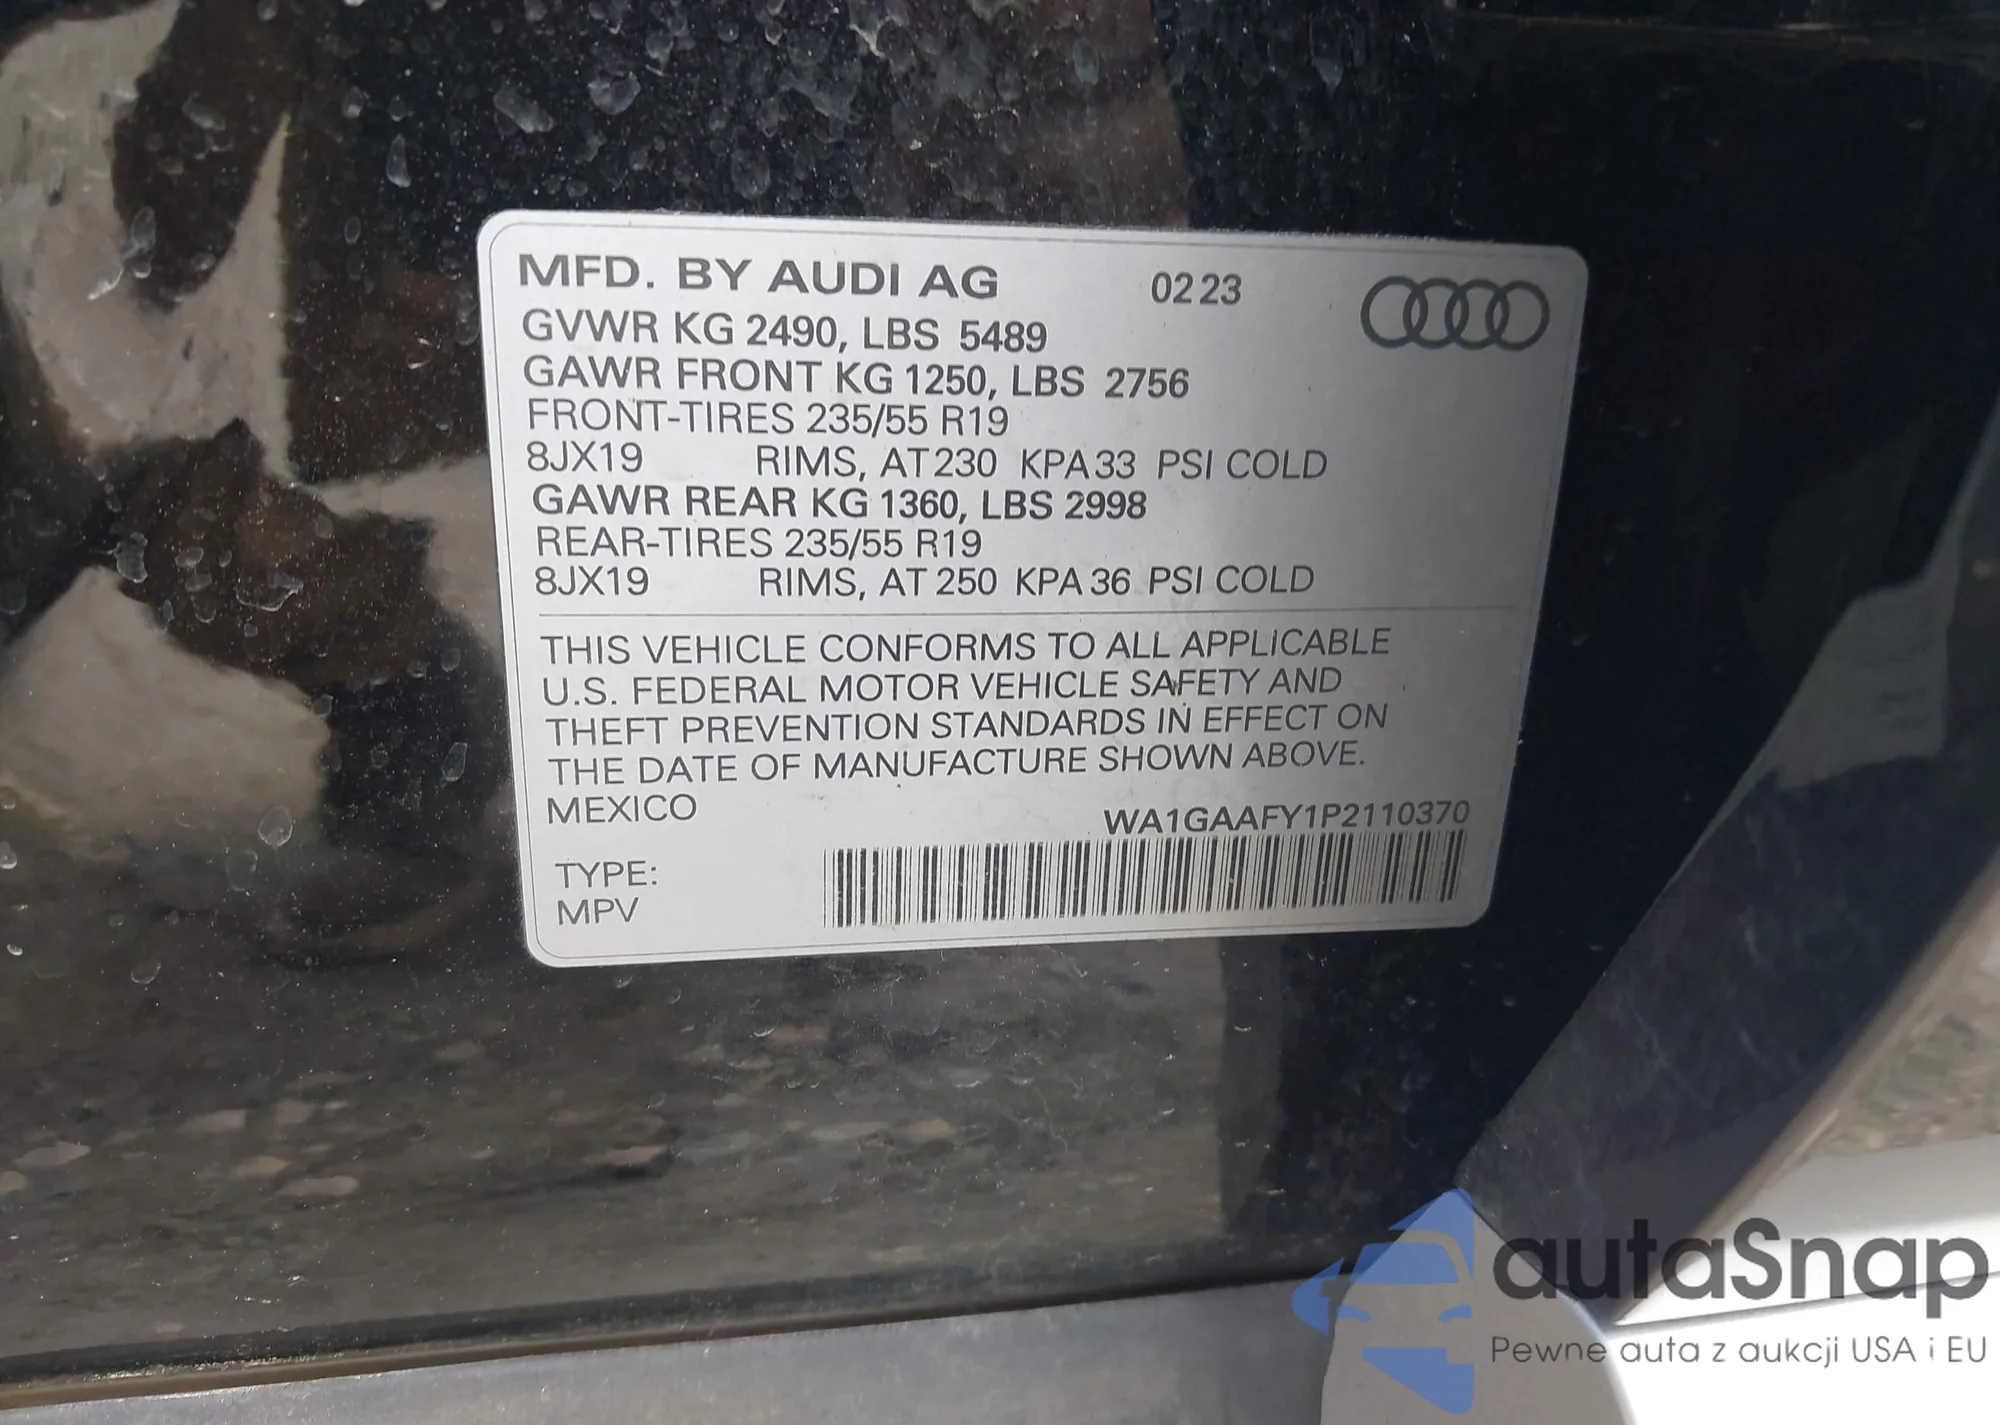 MFD. BY AUDI AG 02 23
GVWR KG 2490, LBS 5489
GAWR FRONT KG 1250, LBS 2756
FRONT-TIRES 235/55 R19
8JX19 RIMS, AT 230 KPA 33 PSI COLD
GAWR REAR KG 1360, LBS 2998
REAR-TIRES 235/55 R19
8JX19 RIMS, AT 250 KPA 36 PSI COLD
THIS VEHICLE CONFORMS TO ALL APPLICABLE
U.S. FEDERAL MOTOR VEHICLE SAFETY AND
THEFT PREVENTION STANDARDS IN EFFECT ON
THE DATE OF MANUFACTURE SHOWN ABOVE.
MEXICO WA1GAAFY1P2110370
TYPE:
MPV
autaSnap
Pewne auta z aukcji USA i EU